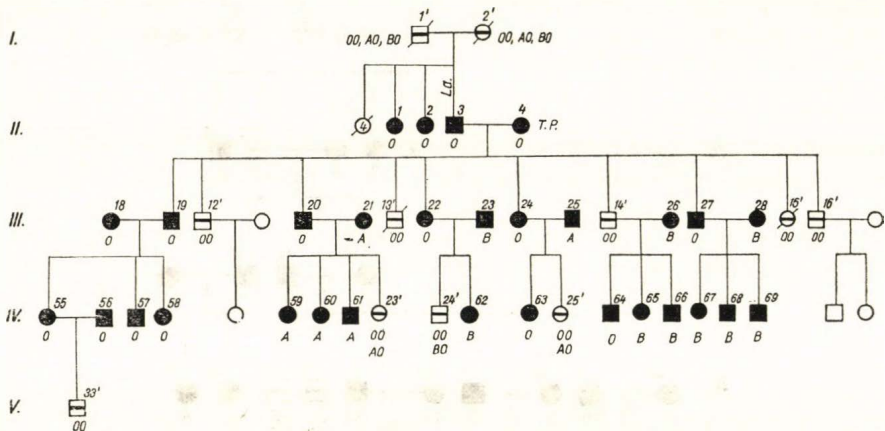 1' 2'
I.
00, A0, B0 00, A0, B0
La.
4 1 2 3 4
II. T.P.
0 0 0 0
18 19 12' 20 21 13' 22 23 24 25 14' 26 27 28 15' 16'
III.
0 0 00 0 A 00 0 B 0 A 00 B 0 B 00 00
55 56 57 58 59 60 61 23' 24' 62 63 25' 64 65 66 67 68 69
IV.
0 0 0 0 A A A 00 00 B 0 00 0 B B B B B
A0 B0 A0
33'
V.
00